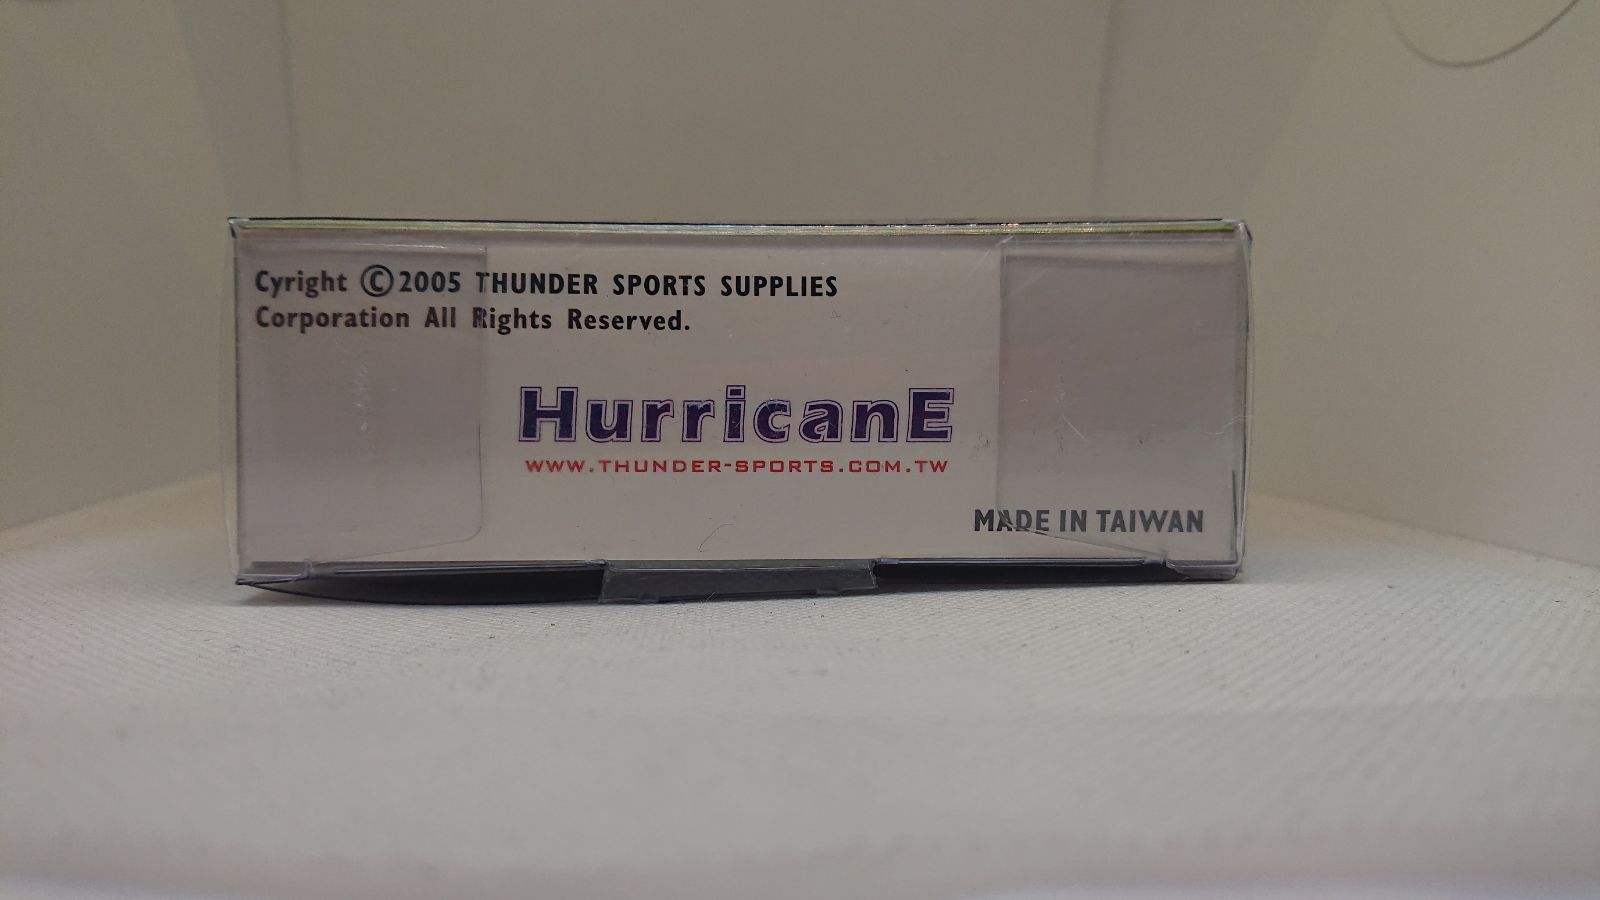 Cyright ©2005 THUNDER SPORTS SUPPLIES
Corporation All Rights Reserved.
HurricanE
WWW.THUNDER-SPORTS.COM.TW
MADE IN TAIWAN